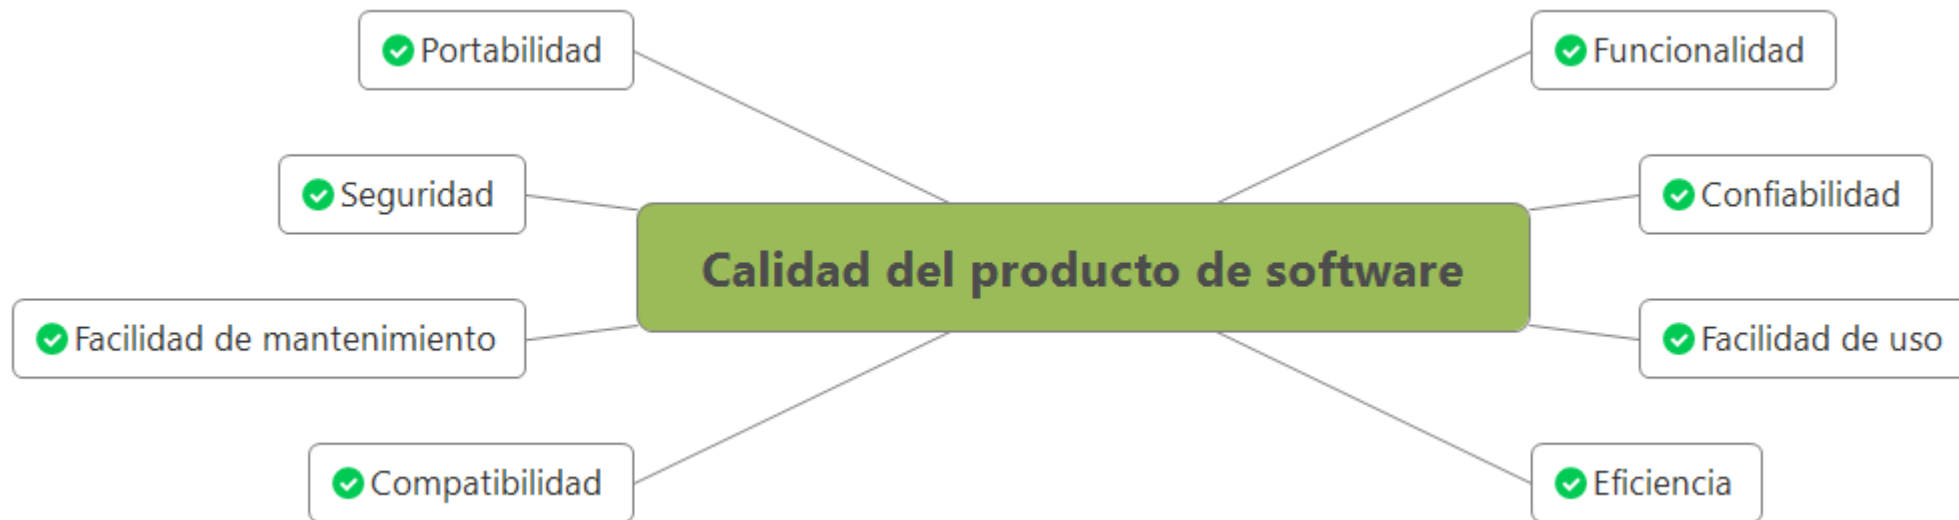 Portabilidad
Funcionalidad
Seguridad
Confiabilidad
Calidad del producto de software
Facilidad de mantenimiento
Facilidad de uso
Compatibilidad
Eficiencia